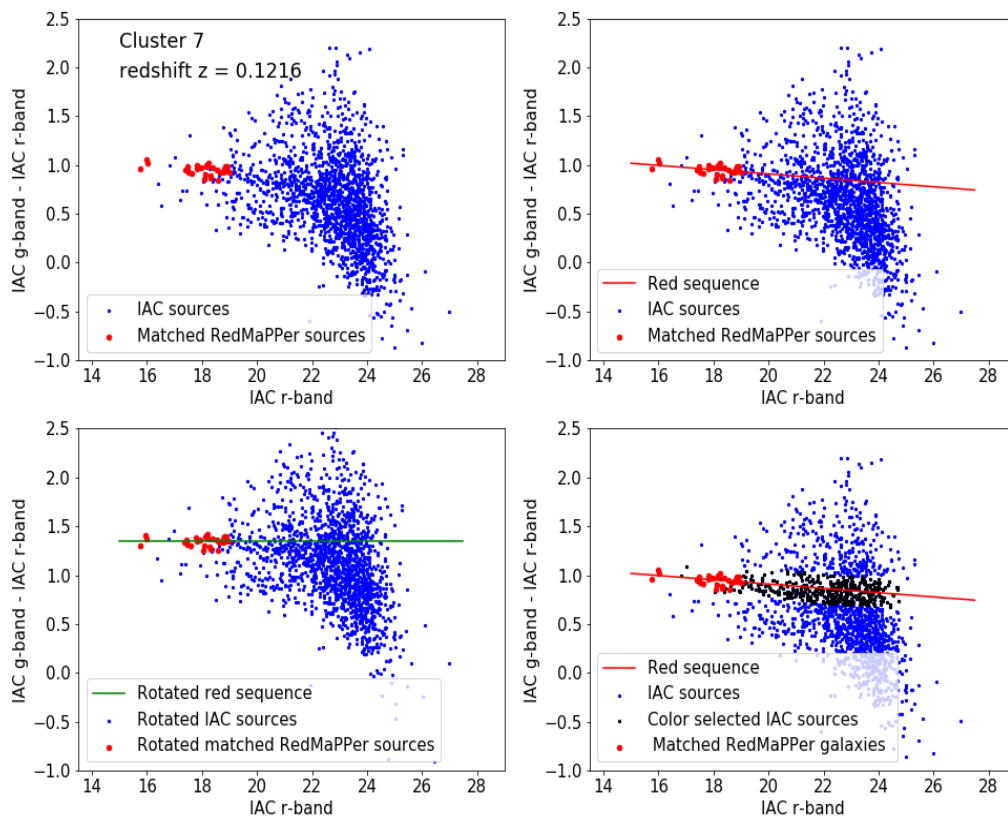 2.5
2.0
1.5
1.0
0.5
0.0
−0.5
−1.0
IAC g-band - IAC r-band
Cluster 7
redshift z = 0.1216
IAC sources
Matched RedMaPPer sources
14 16 18 20 22 24 26 28
IAC r-band
2.5
2.0
1.5
1.0
0.5
0.0
−0.5
−1.0
IAC g-band - IAC r-band
Red sequence
IAC sources
Matched RedMaPPer sources
14 16 18 20 22 24 26 28
IAC r-band
2.5
2.0
1.5
1.0
0.5
0.0
−0.5
−1.0
IAC g-band - IAC r-band
Rotated red sequence
Rotated IAC sources
Rotated matched RedMaPPer sources
14 16 18 20 22 24 26 28
IAC r-band
2.5
2.0
1.5
1.0
0.5
0.0
−0.5
−1.0
IAC g-band - IAC r-band
Red sequence
IAC sources
Color selected IAC sources
Matched RedMaPPer galaxies
14 16 18 20 22 24 26 28
IAC r-band